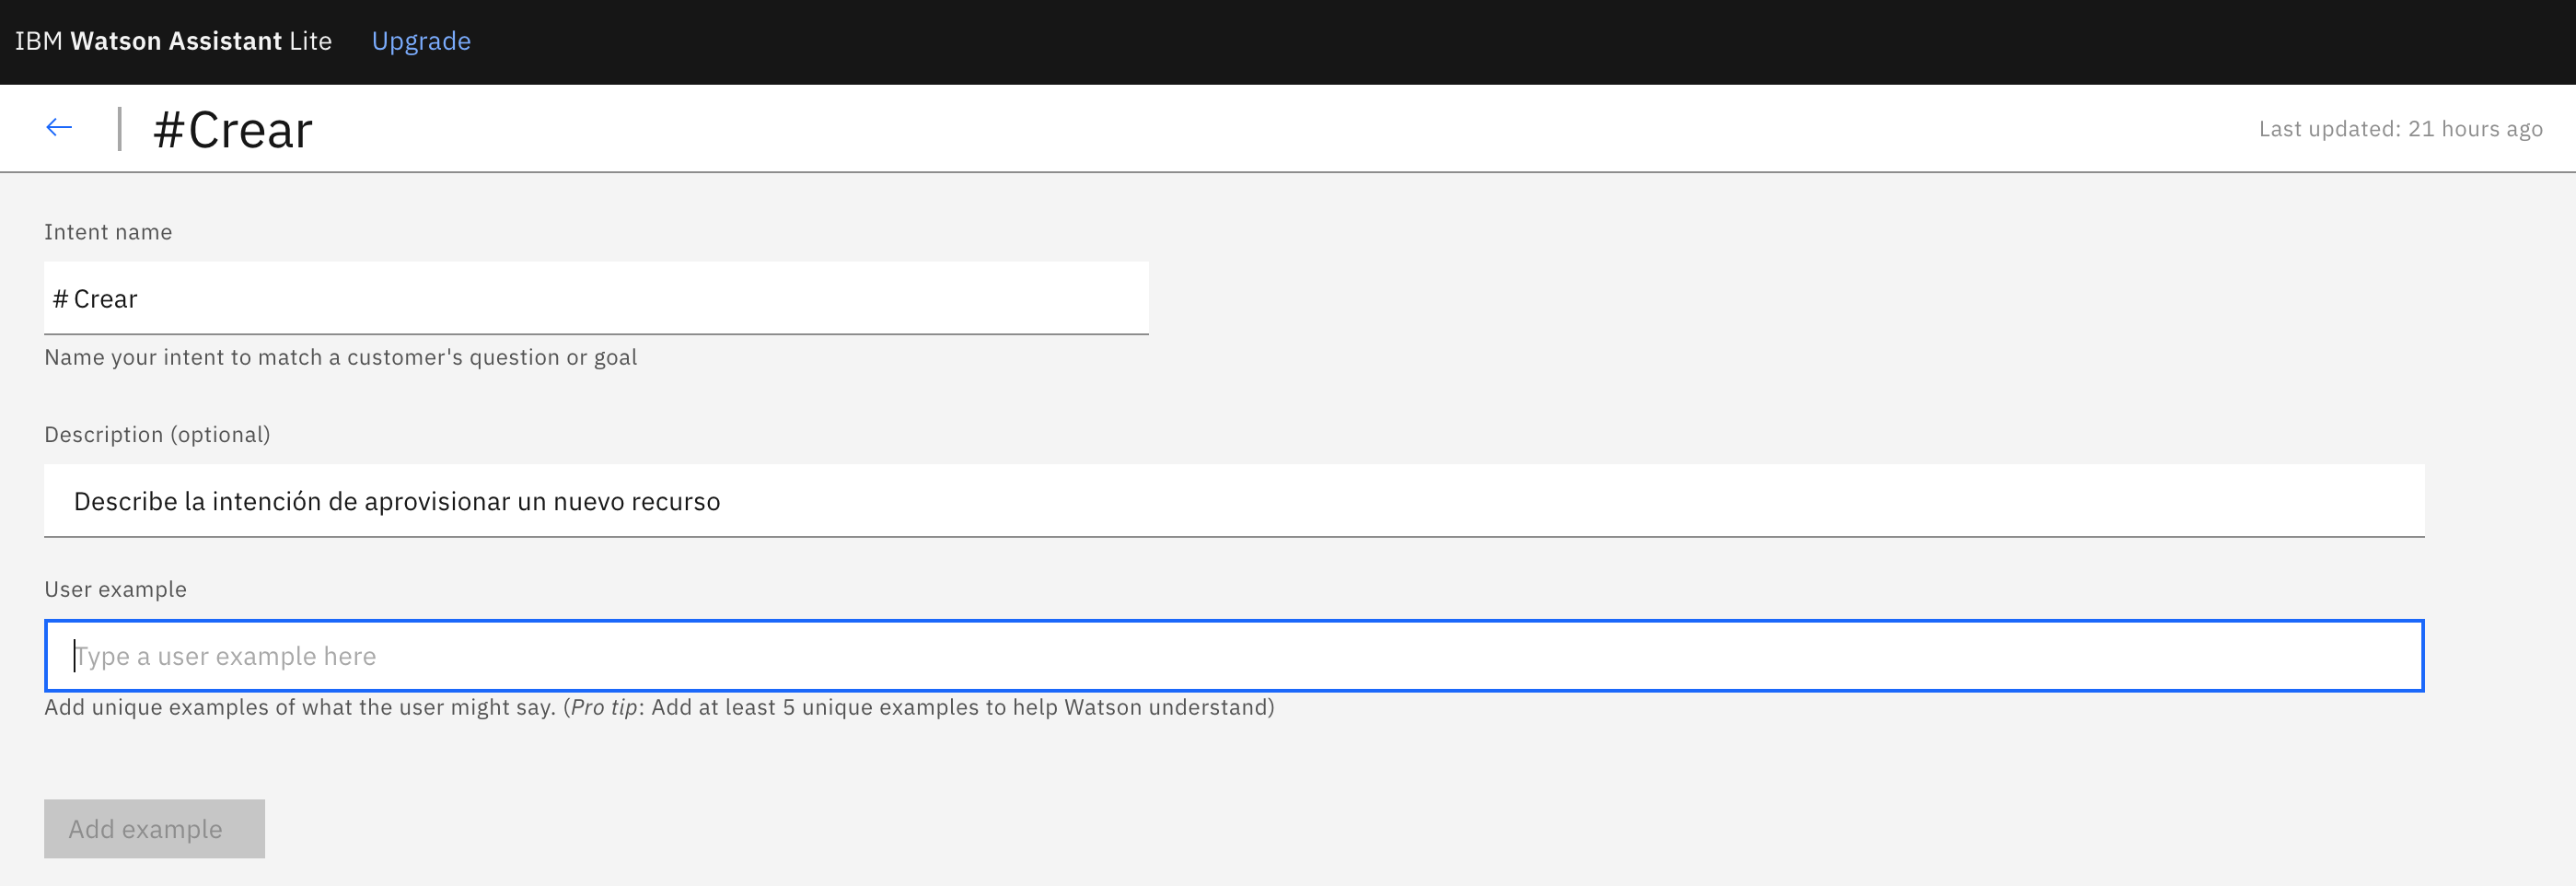 IBM Watson Assistant Lite Upgrade
#Crear
Last updated: 21 hours ago
Intent name
# Crear
Name your intent to match a customer's question or goal
Description (optional)
Describe la intención de aprovisionar un nuevo recurso
User example
Type a user example here
Add unique examples of what the user might say. (Pro tip: Add at least 5 unique examples to help Watson understand)
Add example